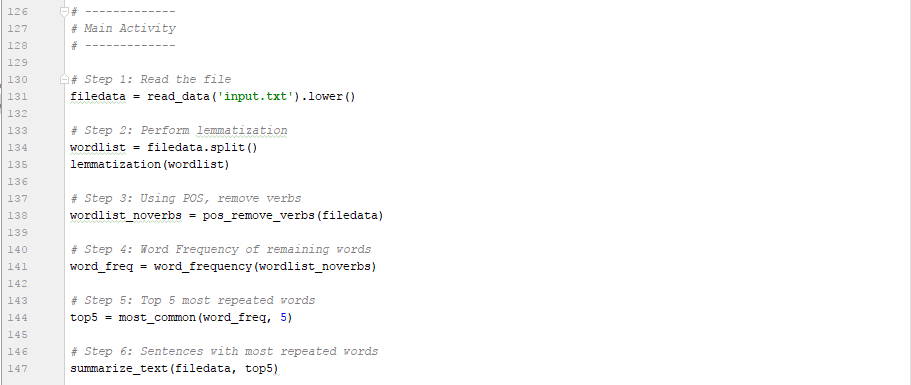 126 # -------------
127 # Main Activity
128 # -------------
129
130 # Step 1: Read the file
131 filedata = read_data('input.txt').lower()
132
133 # Step 2: Perform lemmatization
134 wordlist = filedata.split()
135 lemmatization(wordlist)
136
137 # Step 3: Using POS, remove verbs
138 wordlist_noverbs = pos_remove_verbs(filedata)
139
140 # Step 4: Word Frequency of remaining words
141 word_freq = word_frequency(wordlist_noverbs)
142
143 # Step 5: Top 5 most repeated words
144 top5 = most_common(word_freq, 5)
145
146 # Step 6: Sentences with most repeated words
147 summarize_text(filedata, top5)